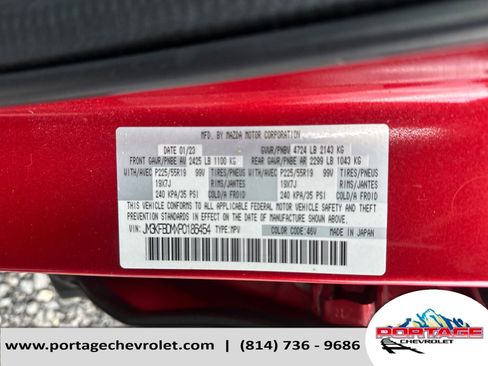 MFD. BY MAZDA MOTOR CORPORATION
DATE 01/23 GVWR/PNBV 4724 LB 2143 KG
FRONT GAWR/PNBE AV 2425 LB 1100 KG REAR GAWR/PNBE AR 2299 LB 1043 KG
WITH/AVEC P225/55R19 99V TIRES/PNEU WITH/AVEC P225/55R19 99V TIRES/PNEU
19X7J RIMS/JANTES 19X7J RIMS/JANTES
240 KPA/35 PSI COLD/A FROID 240 KPA/35 PSI COLD/A FROID
THIS VEHICLE CONFORMS TO ALL APPLICABLE FEDERAL MOTOR VEHICLE SAFETY AND THEFT
PREVENTION STANDARDS IN EFFECT ON THE DATE OF MANUFACTURE SHOWN ABOVE.
VIN: JM3KFBDMXP0186454 TYPE:MPV COLOR CODE:46V MADE IN JAPAN
PORTAGE
CHEVROLET
www.portagechevrolet.com | (814) 736 - 9686